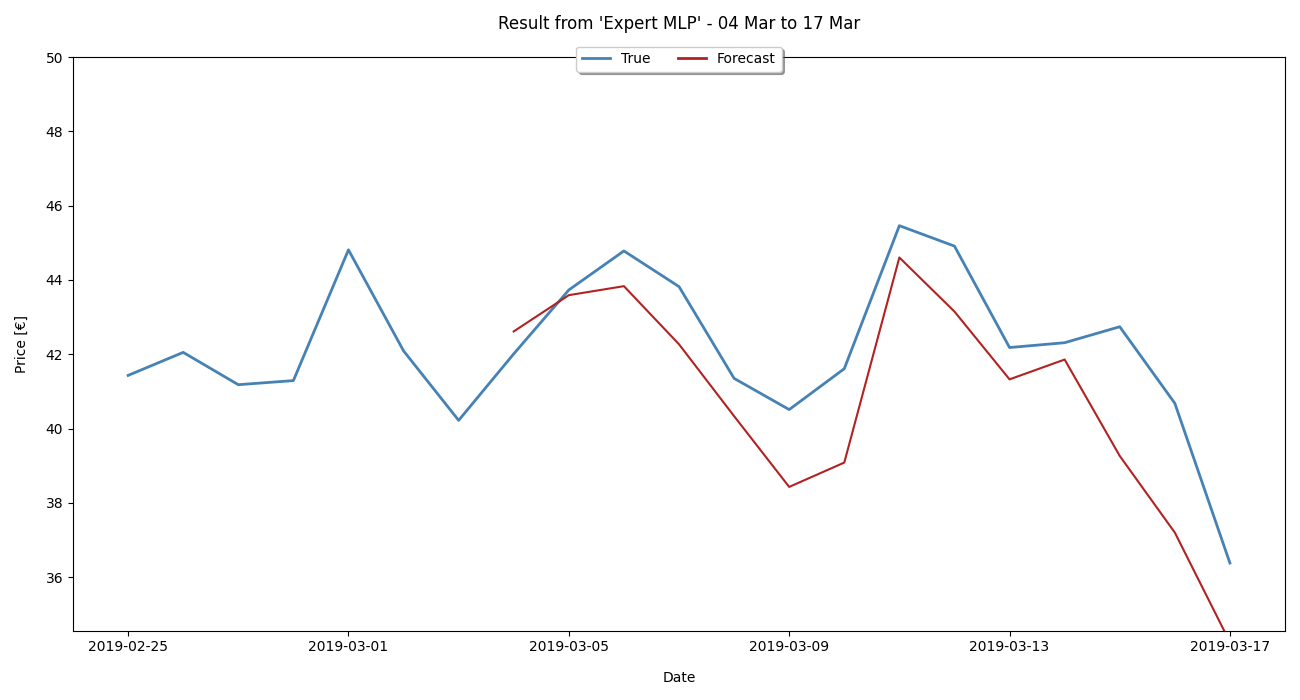 Result from 'Expert MLP' - 04 Mar to 17 Mar
True Forecast
50
48
46
44
42
40
38
36
Price [€]
2019-02-25 2019-03-01 2019-03-05 2019-03-09 2019-03-13 2019-03-17
Date